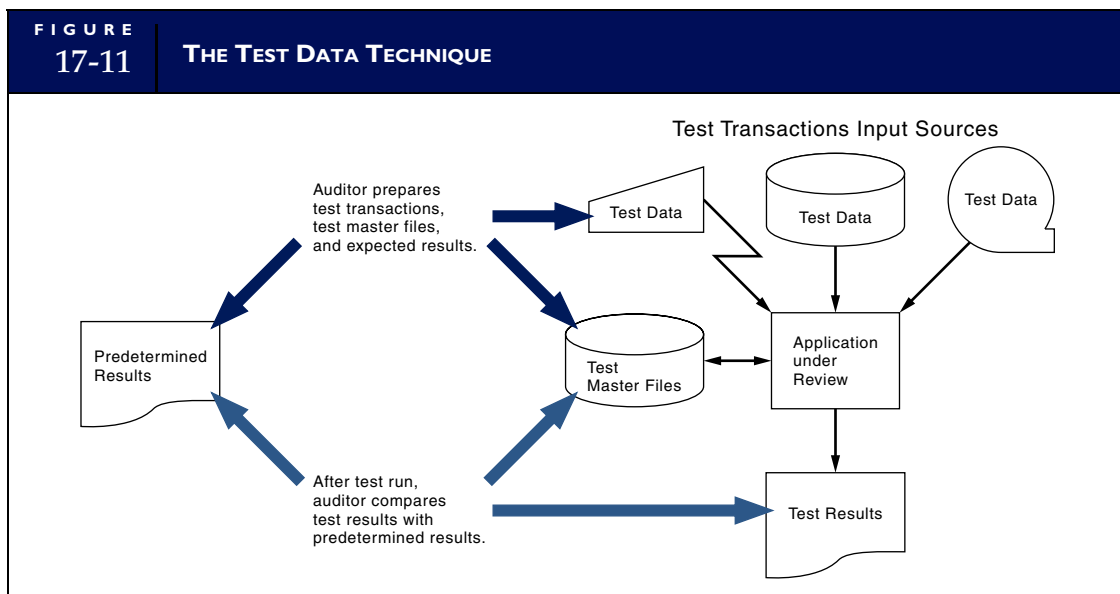 FIGURE
17-11
THE TEST DATA TECHNIQUE
Test Transactions Input Sources
Auditor prepares
test transactions,
test master files,
and expected results.
Test Data
Test Data
Test Data
Predetermined
Results
Test
Master Files
Application
under
Review
After test run,
auditor compares
test results with
predetermined results.
Test Results